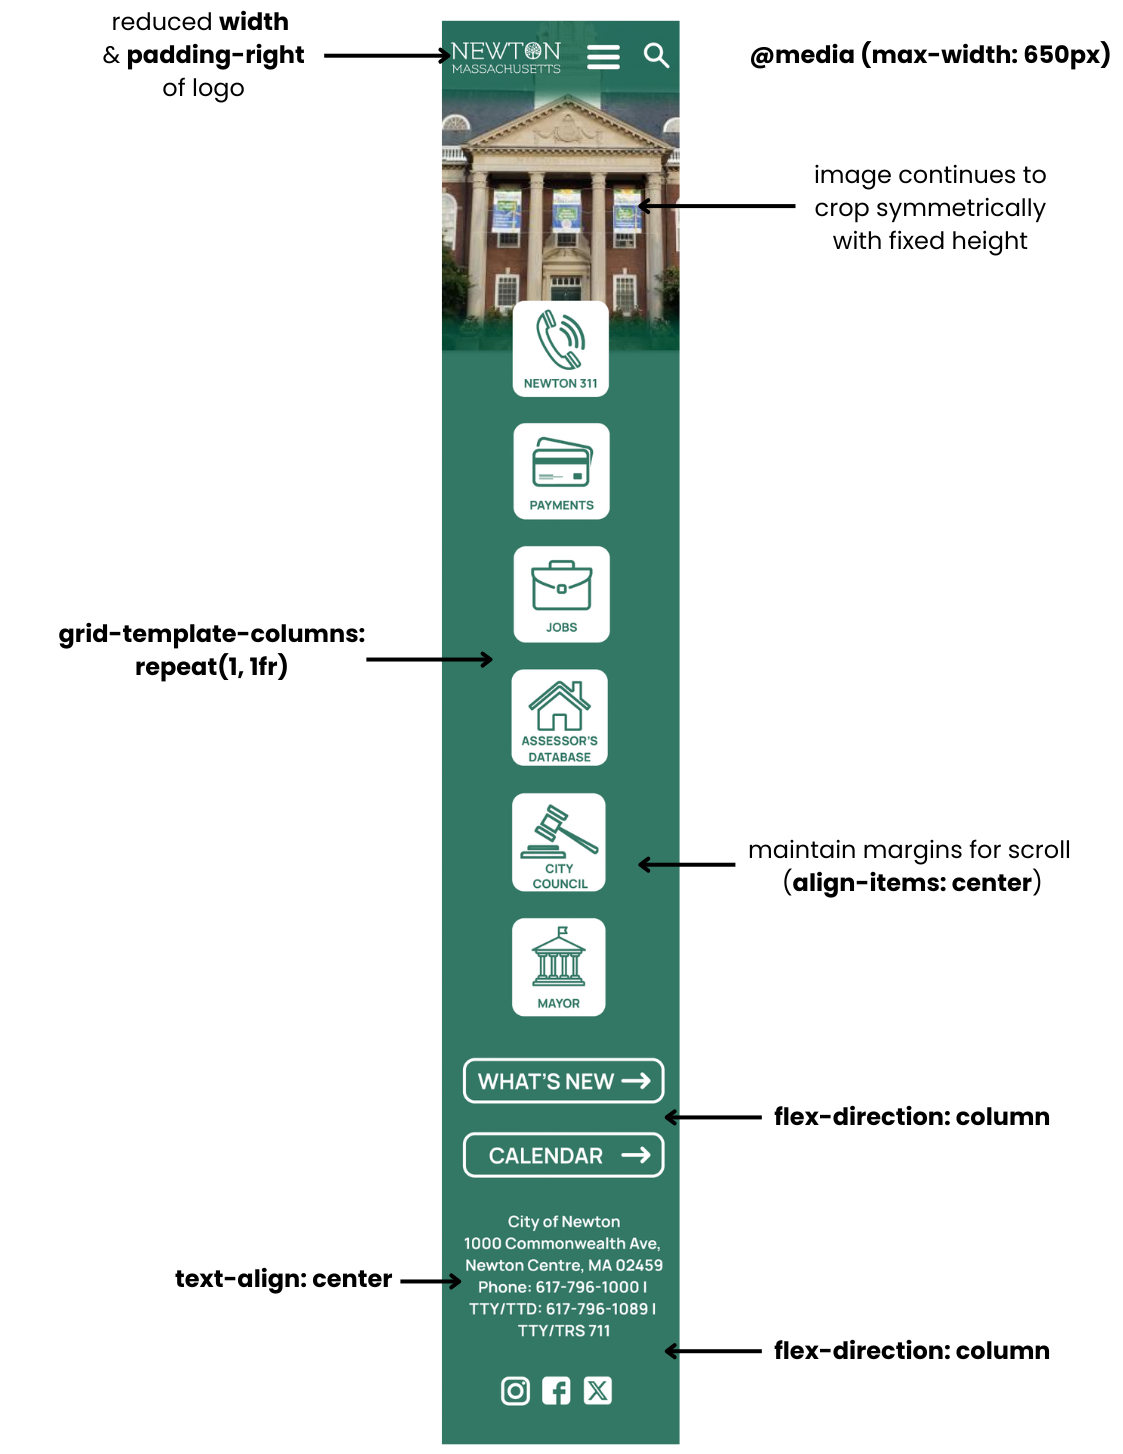 reduced width
& padding-right
of logo
NEWTON
MASSACHUSETTS
@media (max-width: 650px)
image continues to
crop symmetrically
with fixed height
NEWTON 311
PAYMENTS
JOBS
grid-template-columns:
repeat(1, 1fr)
ASSESSOR'S
DATABASE
maintain margins for scroll
(align-items: center)
CITY
COUNCIL
MAYOR
WHAT'S NEW
flex-direction: column
CALENDAR
City of Newton
1000 Commonwealth Ave,
Newton Centre, MA 02459
Phone: 617-796-1000 |
TTY/TTD: 617-796-1089 |
TTY/TRS 711
text-align: center
flex-direction: column